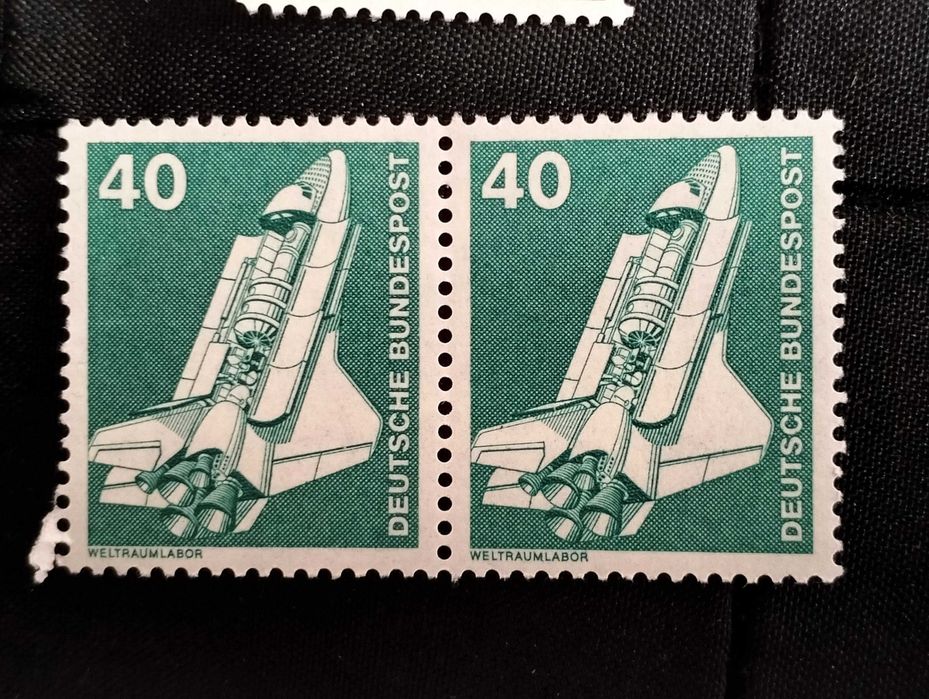 40
DEUTSCHE BUNDESPOST
WELTRAUMLABOR
40
DEUTSCHE BUNDESPOST
WELTRAUMLABOR